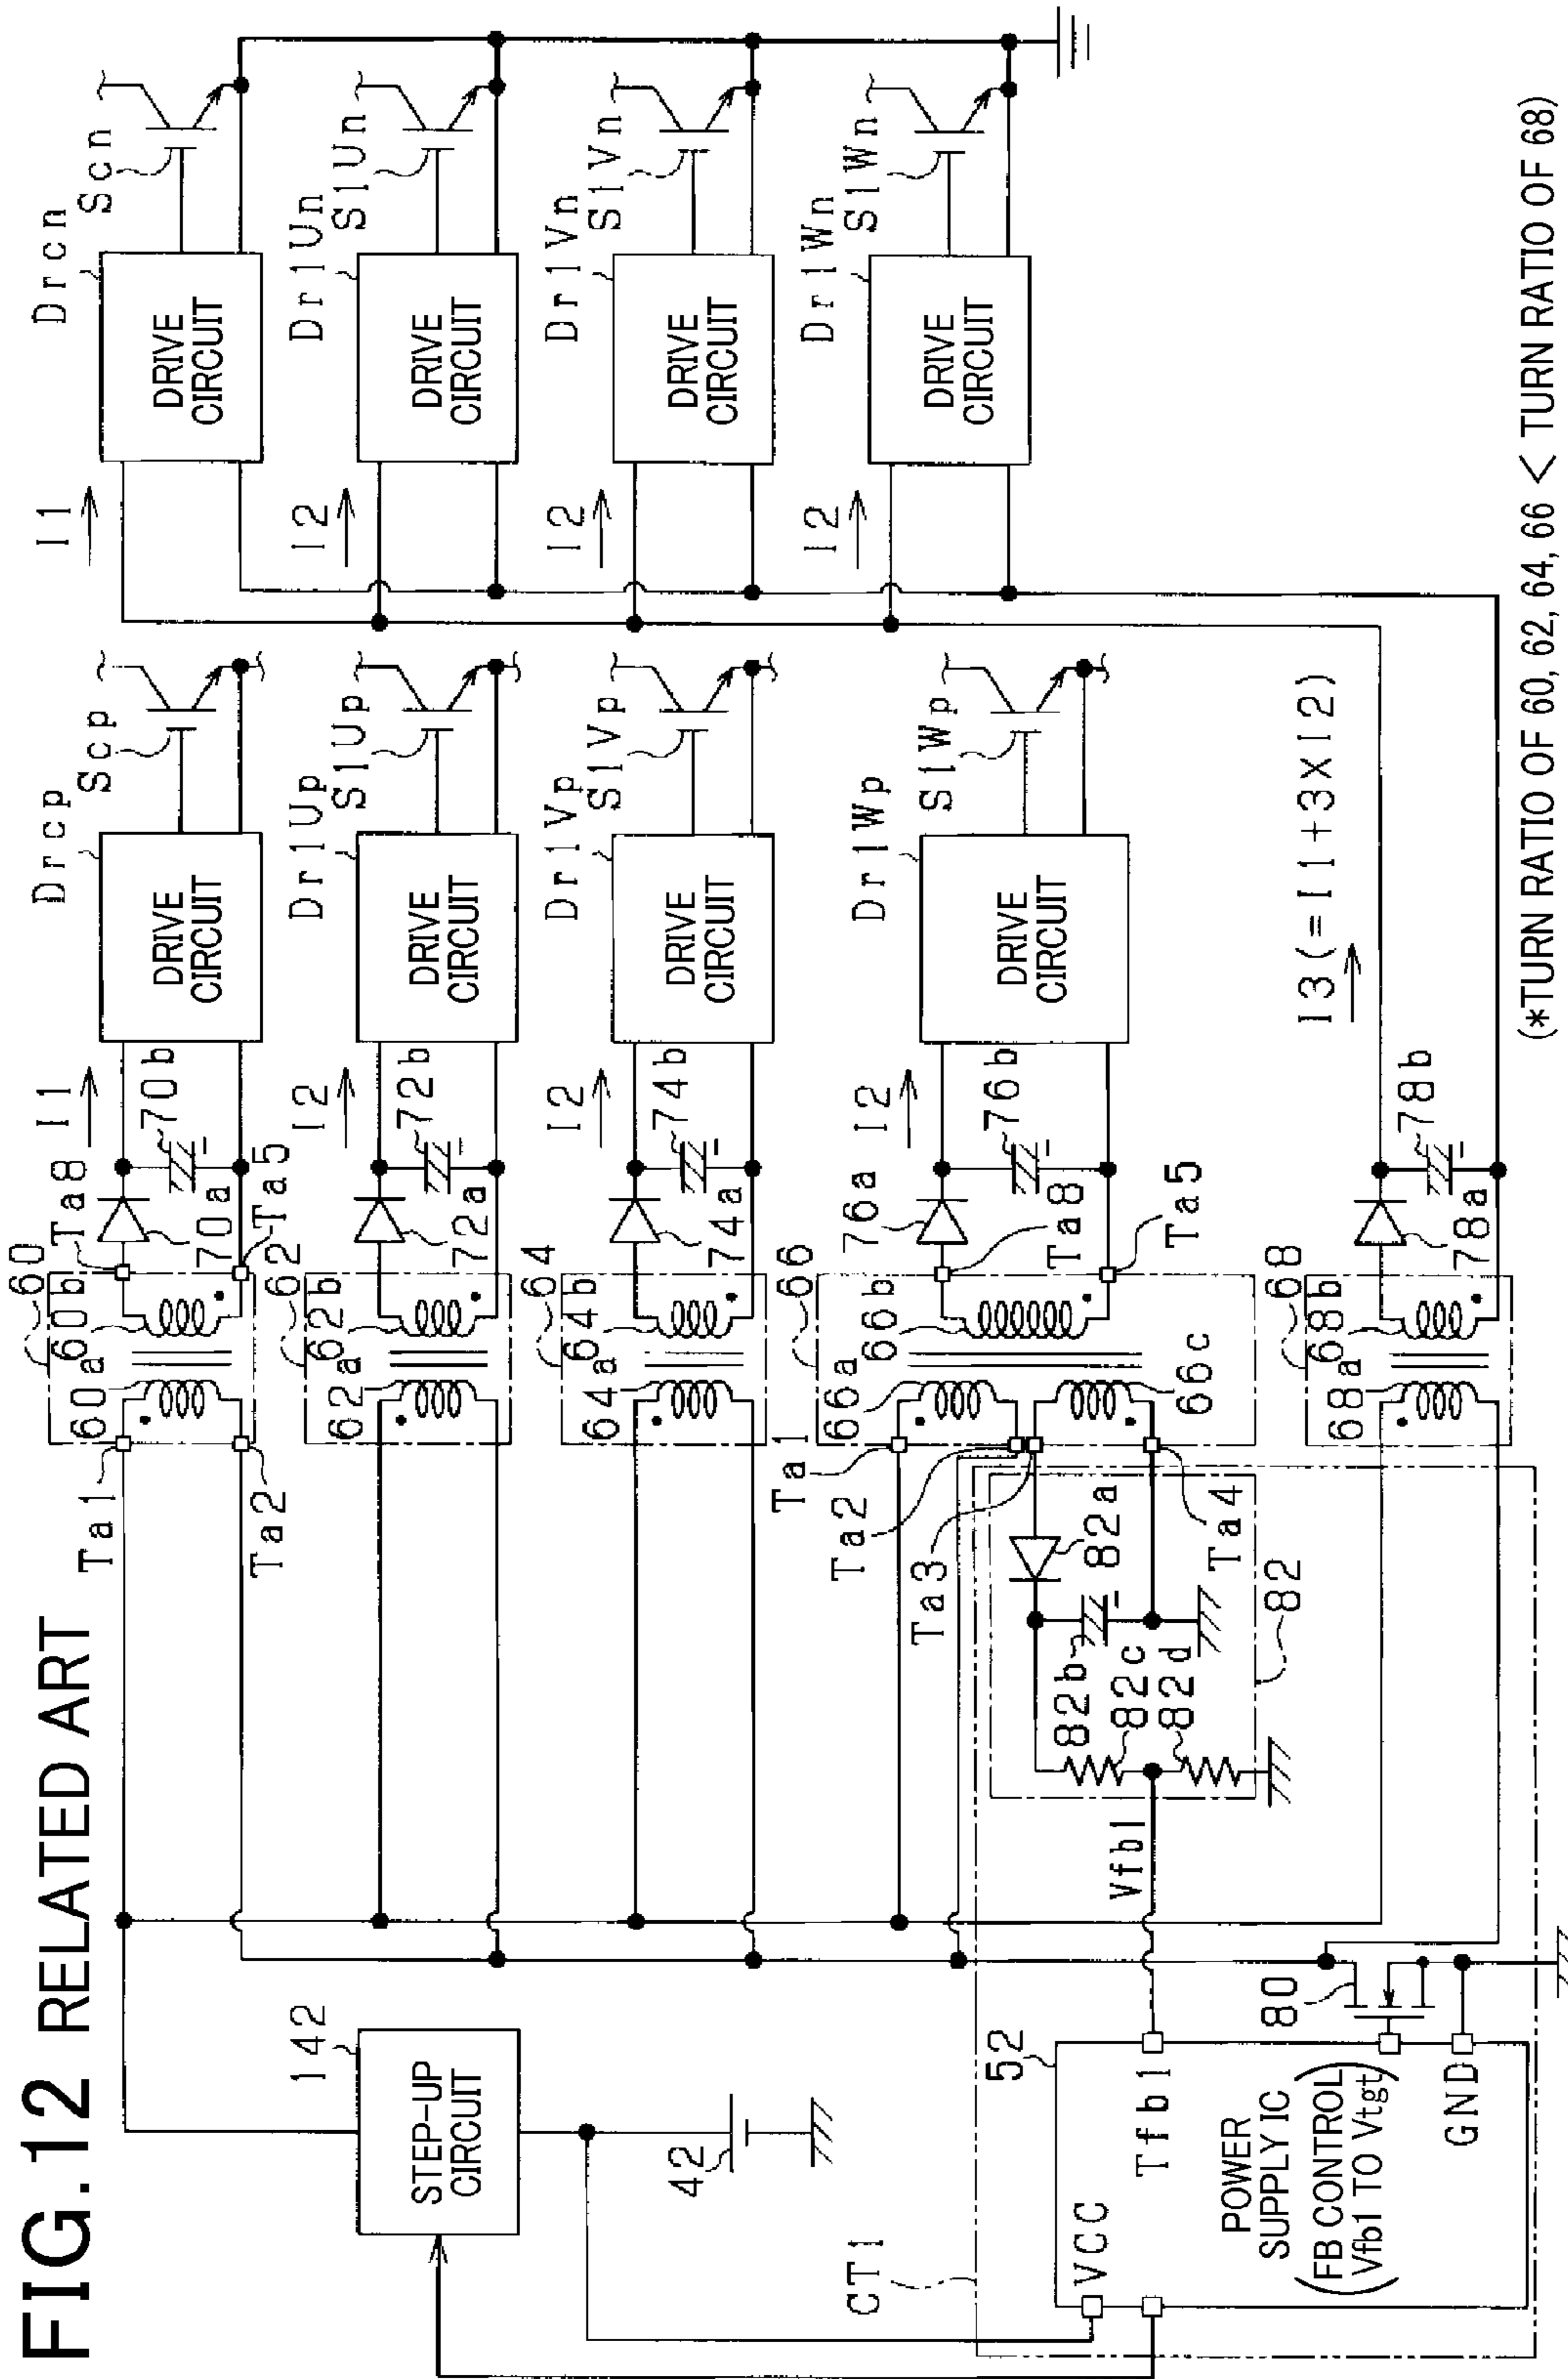 FIG.12 RELATED ART
142
STEP-UP
CIRCUIT
42
CT1
52
VCC
Tfb1
POWER
SUPPLY IC
(FB CONTROL
Vfb1 TO Vtgt)
GND
80
Vfb1
82
82a
82b
82c
82d
Ta1
Ta2
60
60a
60b
Ta8
Ta5
70a
70b
I1
Drcp
DRIVE
CIRCUIT
Scp
62
62a
62b
72a
72b
I2
Dr1Up
DRIVE
CIRCUIT
S1Up
64
64a
64b
74a
74b
I2
Dr1Vp
DRIVE
CIRCUIT
S1Vp
Ta1
Ta2
Ta3
Ta4
66
66a
66b
66c
Ta8
Ta5
76a
76b
I2
Dr1Wp
DRIVE
CIRCUIT
S1Wp
68
68a
68b
78a
78b
I3(=I1+3×I2)
I1
Drcn
DRIVE
CIRCUIT
Scn
I2
Dr1Un
DRIVE
CIRCUIT
S1Un
I2
Dr1Vn
DRIVE
CIRCUIT
S1Vn
I2
Dr1Wn
DRIVE
CIRCUIT
S1Wn
(*TURN RATIO OF 60, 62, 64, 66 < TURN RATIO OF 68)